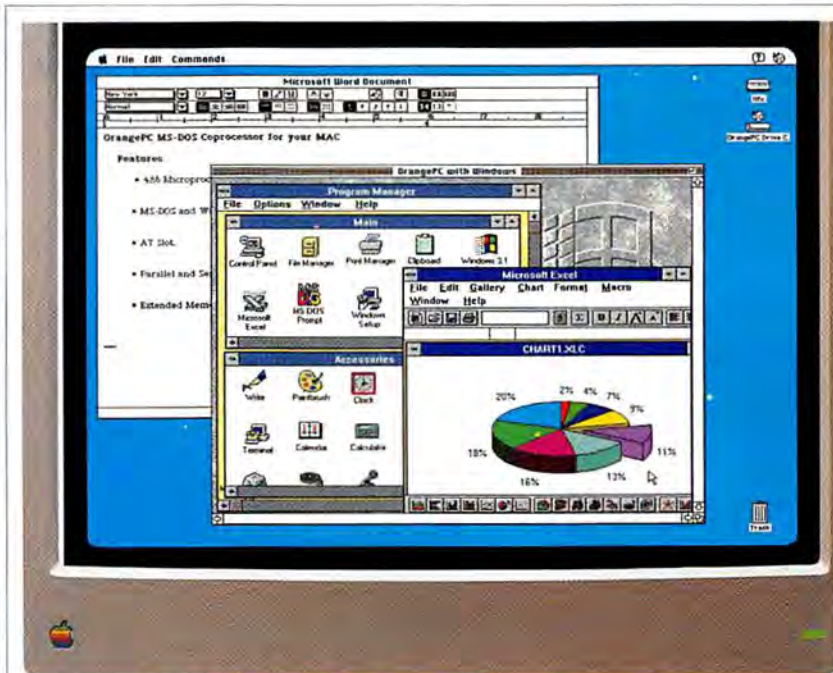 File Edit Commands
Microsoft Word Document
New York 12
Normal
OrangePC MS-DOS Coprocessor for your MAC
Features
• 486 Microproc
• MS-DOS and W
• AT Slot.
• Parallel and Se
• Extended Mem
OrangePC Drive C
OrangePC with Windows
Program Manager
File Options Window Help
Main
Control Panel File Manager Print Manager Clipboard Windows 3.1
Microsoft Excel MS-DOS Prompt Windows Setup
Accessories
Write Paintbrush Clock
Terminal Calendar Calculator
Microsoft Excel
File Edit Gallery Chart Format Macro
Window Help
CHART1.XLC
20% 2% 4% 7%
9%
18% 11%
16% 13%
Trash